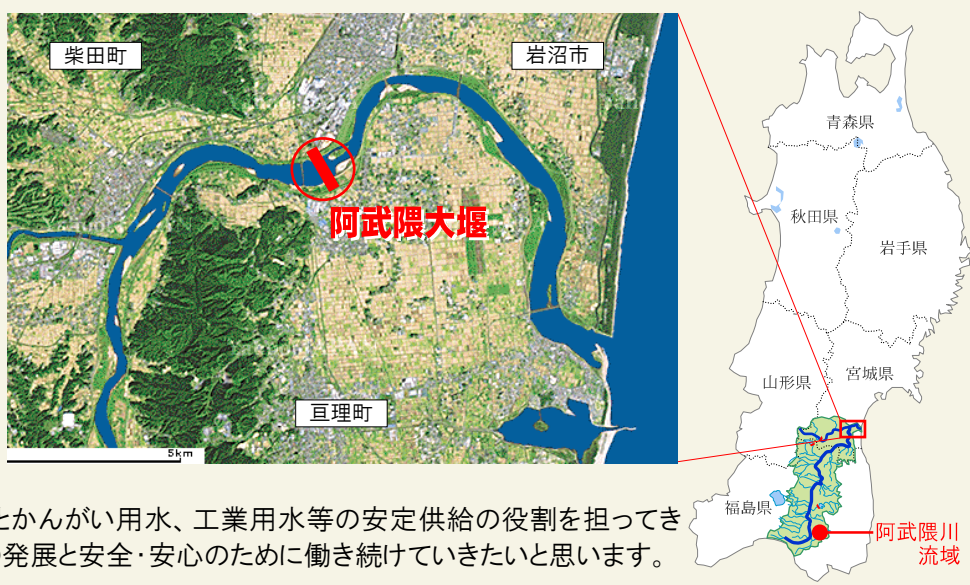 柴田町
岩沼市
阿武隈大堰
亘理町
5km
青森県
秋田県
岩手県
山形県
宮城県
福島県
阿武隈川
流域
とかんがい用水、工業用水等の安定供給の役割を担ってき
発展と安全・安心のために働き続けていきたいと思います。